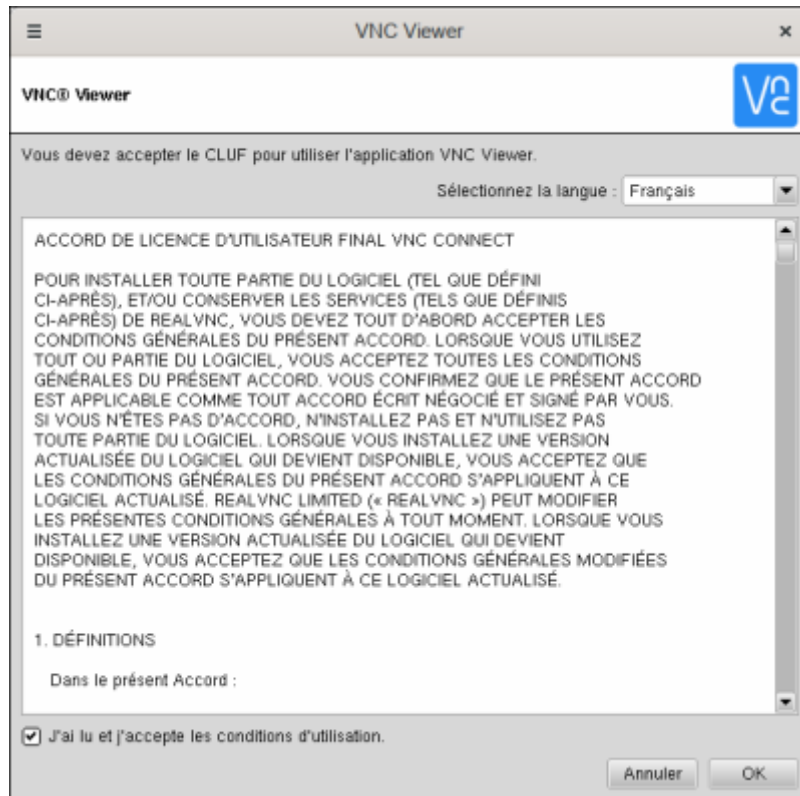 VNC Viewer
VNC® Viewer
VNC
Vous devez accepter le CLUF pour utiliser l'application VNC Viewer.
Sélectionnez la langue : Français
ACCORD DE LICENCE D'UTILISATEUR FINAL VNC CONNECT
POUR INSTALLER TOUTE PARTIE DU LOGICIEL (TEL QUE DÉFINI
CI-APRÈS), ET/OU CONSERVER LES SERVICES (TELS QUE DÉFINIS
CI-APRÈS) DE REALVNC, VOUS DEVEZ TOUT D'ABORD ACCEPTER LES
CONDITIONS GÉNÉRALES DU PRÉSENT ACCORD. LORSQUE VOUS UTILISEZ
TOUT OU PARTIE DU LOGICIEL, VOUS ACCEPTEZ TOUTES LES CONDITIONS
GÉNÉRALES DU PRÉSENT ACCORD. VOUS CONFIRMEZ QUE LE PRÉSENT ACCORD
EST APPLICABLE COMME TOUT ACCORD ÉCRIT NÉGOCIÉ ET SIGNÉ PAR VOUS.
SI VOUS N'ÊTES PAS D'ACCORD, N'INSTALLEZ PAS ET N'UTILISEZ PAS
TOUTE PARTIE DU LOGICIEL. LORSQUE VOUS INSTALLEZ UNE VERSION
ACTUALISÉE DU LOGICIEL QUI DEVIENT DISPONIBLE, VOUS ACCEPTEZ QUE
LES CONDITIONS GÉNÉRALES DU PRÉSENT ACCORD S'APPLIQUENT À CE
LOGICIEL ACTUALISÉ. REALVNC LIMITED (« REALVNC ») PEUT MODIFIER
LES PRÉSENTES CONDITIONS GÉNÉRALES À TOUT MOMENT. LORSQUE VOUS
INSTALLEZ UNE VERSION ACTUALISÉE DU LOGICIEL QUI DEVIENT
DISPONIBLE, VOUS ACCEPTEZ QUE LES CONDITIONS GÉNÉRALES MODIFIÉES
DU PRÉSENT ACCORD S'APPLIQUENT À CE LOGICIEL ACTUALISÉ.
1. DÉFINITIONS
Dans le présent Accord :
J'ai lu et j'accepte les conditions d'utilisation.
Annuler OK